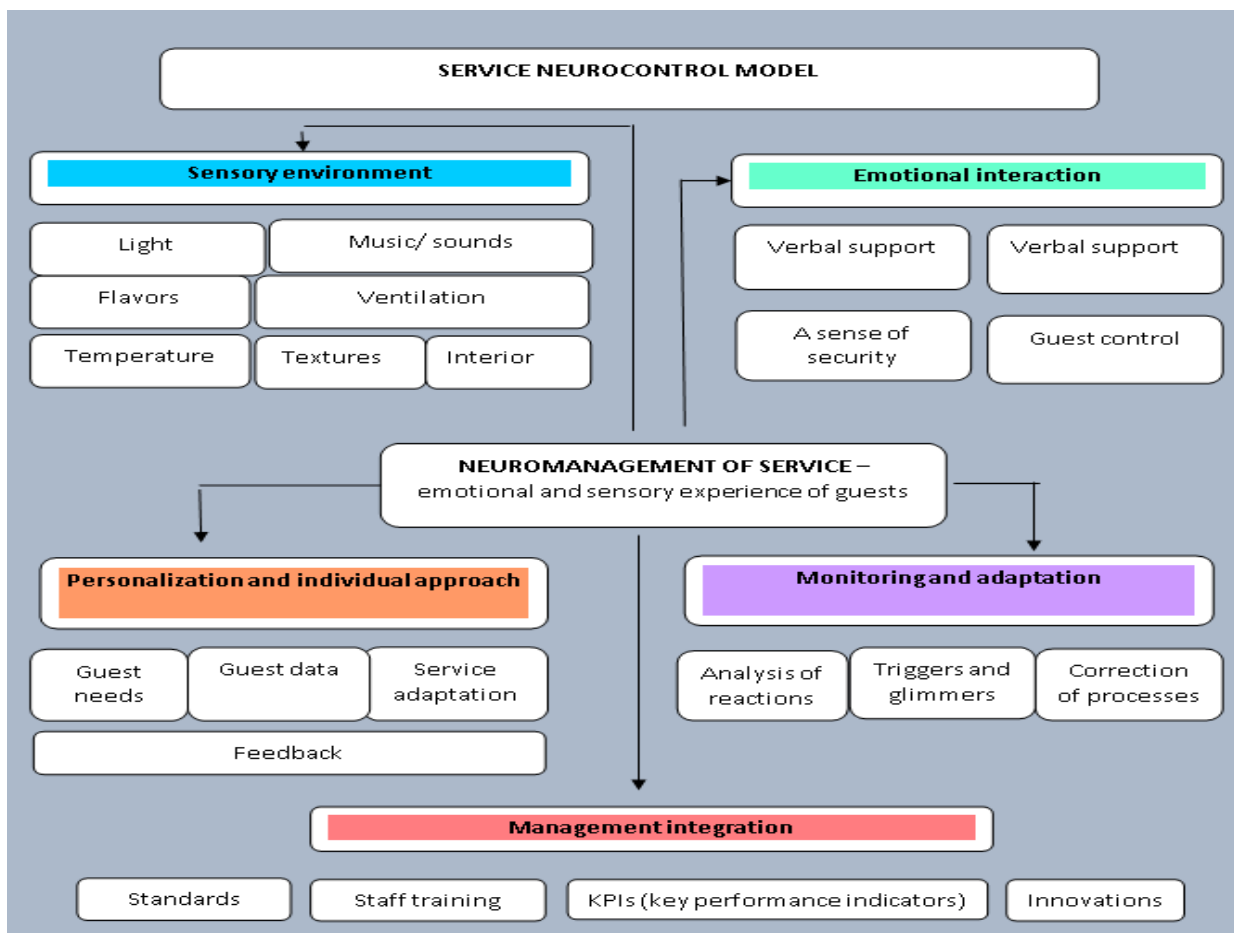 SERVICE NEUROCONTROL MODEL
Sensory environment
Light
Music/ sounds
Flavors
Ventilation
Temperature
Textures
Interior
Emotional interaction
Verbal support
Verbal support
A sense of
security
Guest control
NEUROMANAGEMENT OF SERVICE –
emotional and sensory experience of guests
Personalization and individual approach
Guest
needs
Guest data
Service
adaptation
Feedback
Monitoring and adaptation
Analysis of
reactions
Triggers and
glimmers
Correction
of processes
Management integration
Standards
Staff training
KPIs (key performance indicators)
Innovations